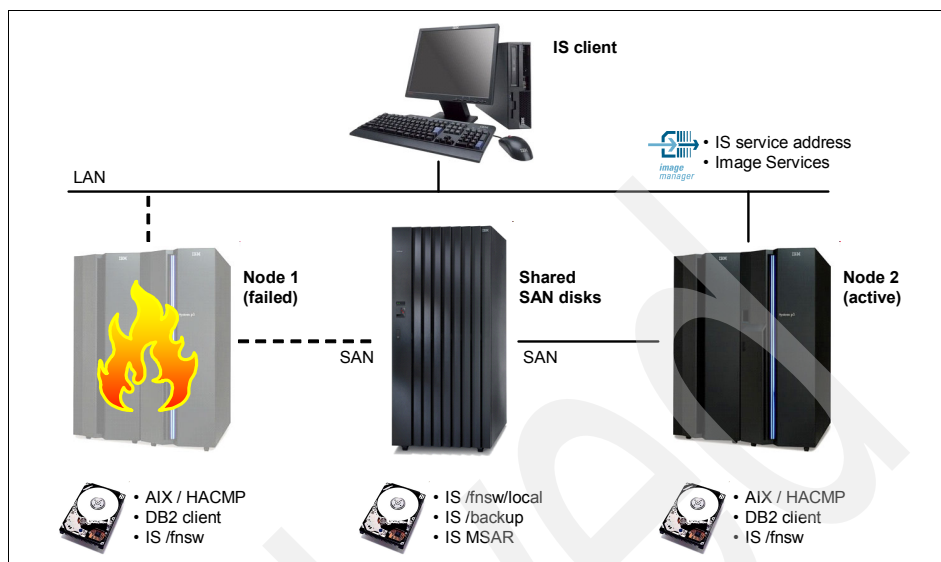 IS client
image
manager
• IS service address
• Image Services
LAN
Node 1
(failed)
Shared
SAN disks
Node 2
(active)
SAN
SAN
• AIX / HACMP
• DB2 client
• IS /fnsw
• IS /fnsw/local
• IS /backup
• IS MSAR
• AIX / HACMP
• DB2 client
• IS /fnsw